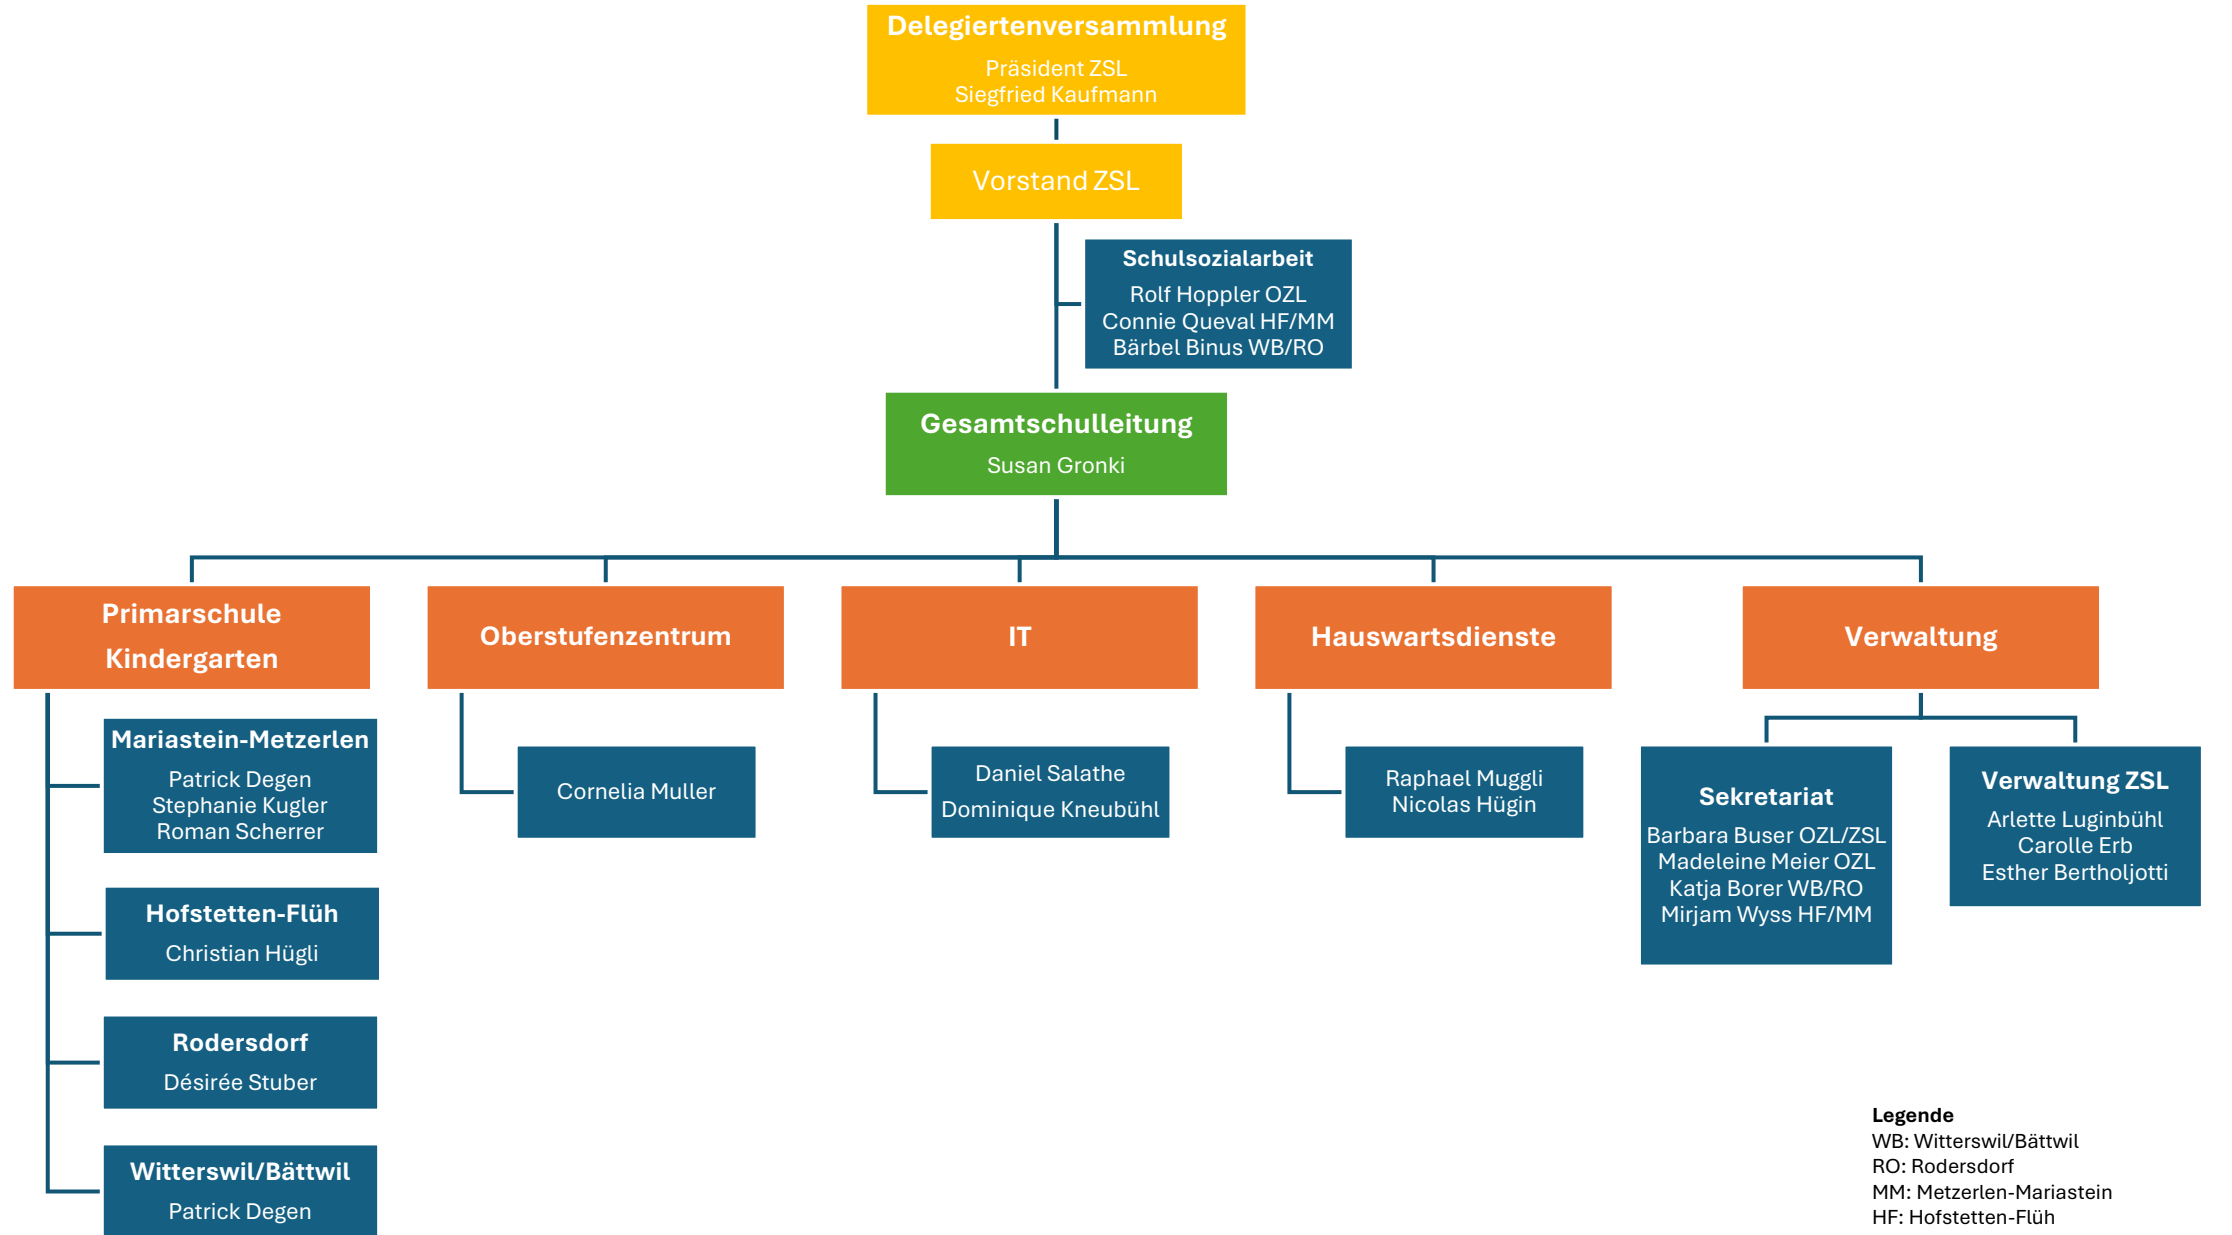 Delegiertenversammlung
Präsident ZSL
Siegfried Kaufmann
Vorstand ZSL
Schulsozialarbeit
Rolf Hoppler OZL
Connie Queval HF/MM
Bärbel Binus WB/RO
Gesamtschulleitung
Susan Gronki
Primarschule
Kindergarten
Oberstufenzentrum
IT
Hauswartsdienste
Verwaltung
Mariastein-Metzerlen
Patrick Degen
Stephanie Kugler
Roman Scherrer
Hofstetten-Flüh
Christian Hügli
Rodersdorf
Désirée Stuber
Witterswil/Bättwil
Patrick Degen
Cornelia Muller
Daniel Salathe
Dominique Kneubühl
Raphael Muggli
Nicolas Hügin
Sekretariat
Barbara Buser OZL/ZSL
Madeleine Meier OZL
Katja Borer WB/RO
Mirjam Wyss HF/MM
Verwaltung ZSL
Arlette Luginbühl
Carolle Erb
Esther Bertholjotti
Legende
WB: Witterswil/Bättwil
RO: Rodersdorf
MM: Metzerlen-Mariastein
HF: Hofstetten-Flüh